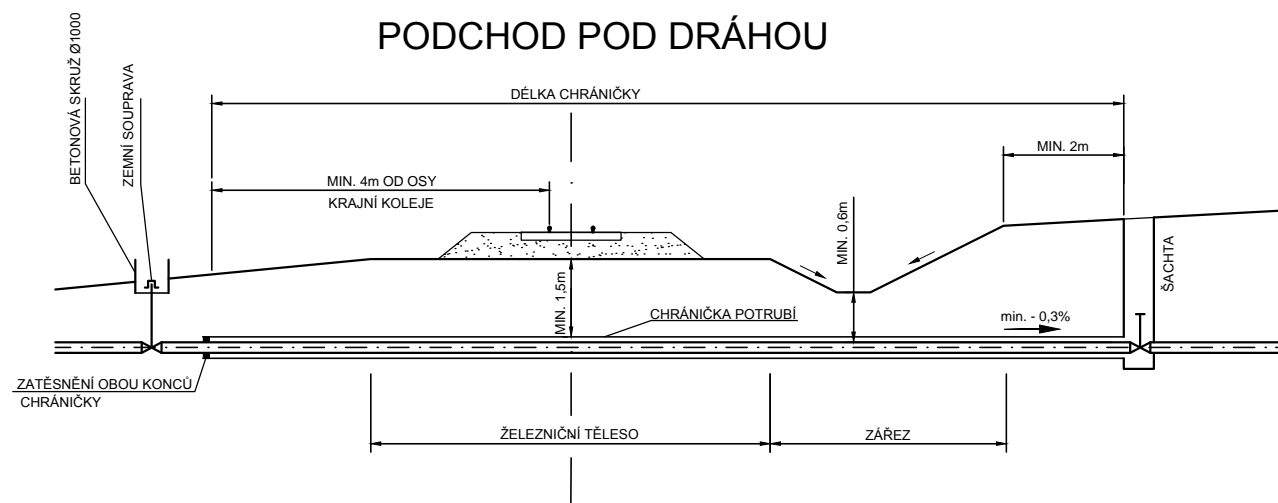 PODCHOD POD DRÁHOU
BETONOVÁ SKRUŽ Ø1000
ZEMNÍ SOUPRAVA
DÉLKA CHRÁNIČKY
MIN. 2m
MIN. 4m OD OSY
KRAJNÍ KOLEJE
MIN. 0,6m
ŠACHTA
MIN. 1,5m
CHRÁNIČKA POTRUBÍ
min. - 0,3%
ZATĚSNĚNÍ OBOU KONCŮ
CHRÁNIČKY
ŽELEZNIČNÍ TĚLESO
ZÁŘEZ